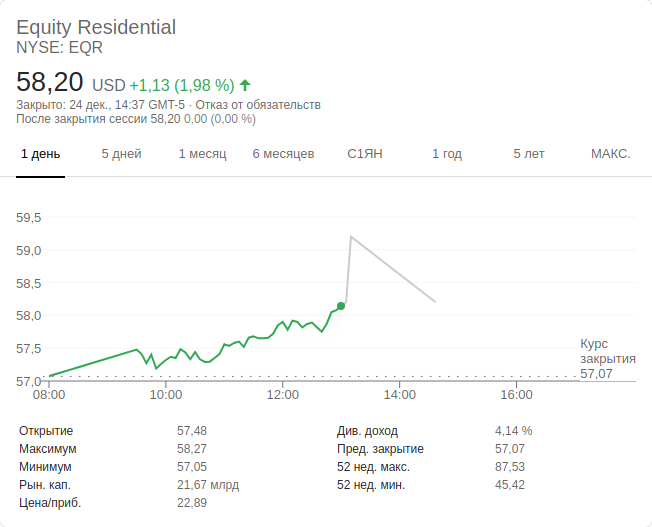 Equity Residential
NYSE: EQR
58,20 USD +1,13 (1,98 %)
Закрыто: 24 дек., 14:37 GMT-5 · Отказ от обязательств
После закрытия сессии 58,20 0,00 (0,00 %)
1 день 5 дней 1 месяц 6 месяцев С1ЯН 1 год 5 лет МАКС.
59,5
59,0
58,5
58,0
57,5
57,0
Курс
закрытия
57,07
08:00 10:00 12:00 14:00 16:00
Открытие 57,48 Див. доход 4,14 %
Максимум 58,27 Пред. закрытие 57,07
Минимум 57,05 52 нед. макс. 87,53
Рын. кап. 21,67 млрд 52 нед. мин. 45,42
Цена/приб. 22,89